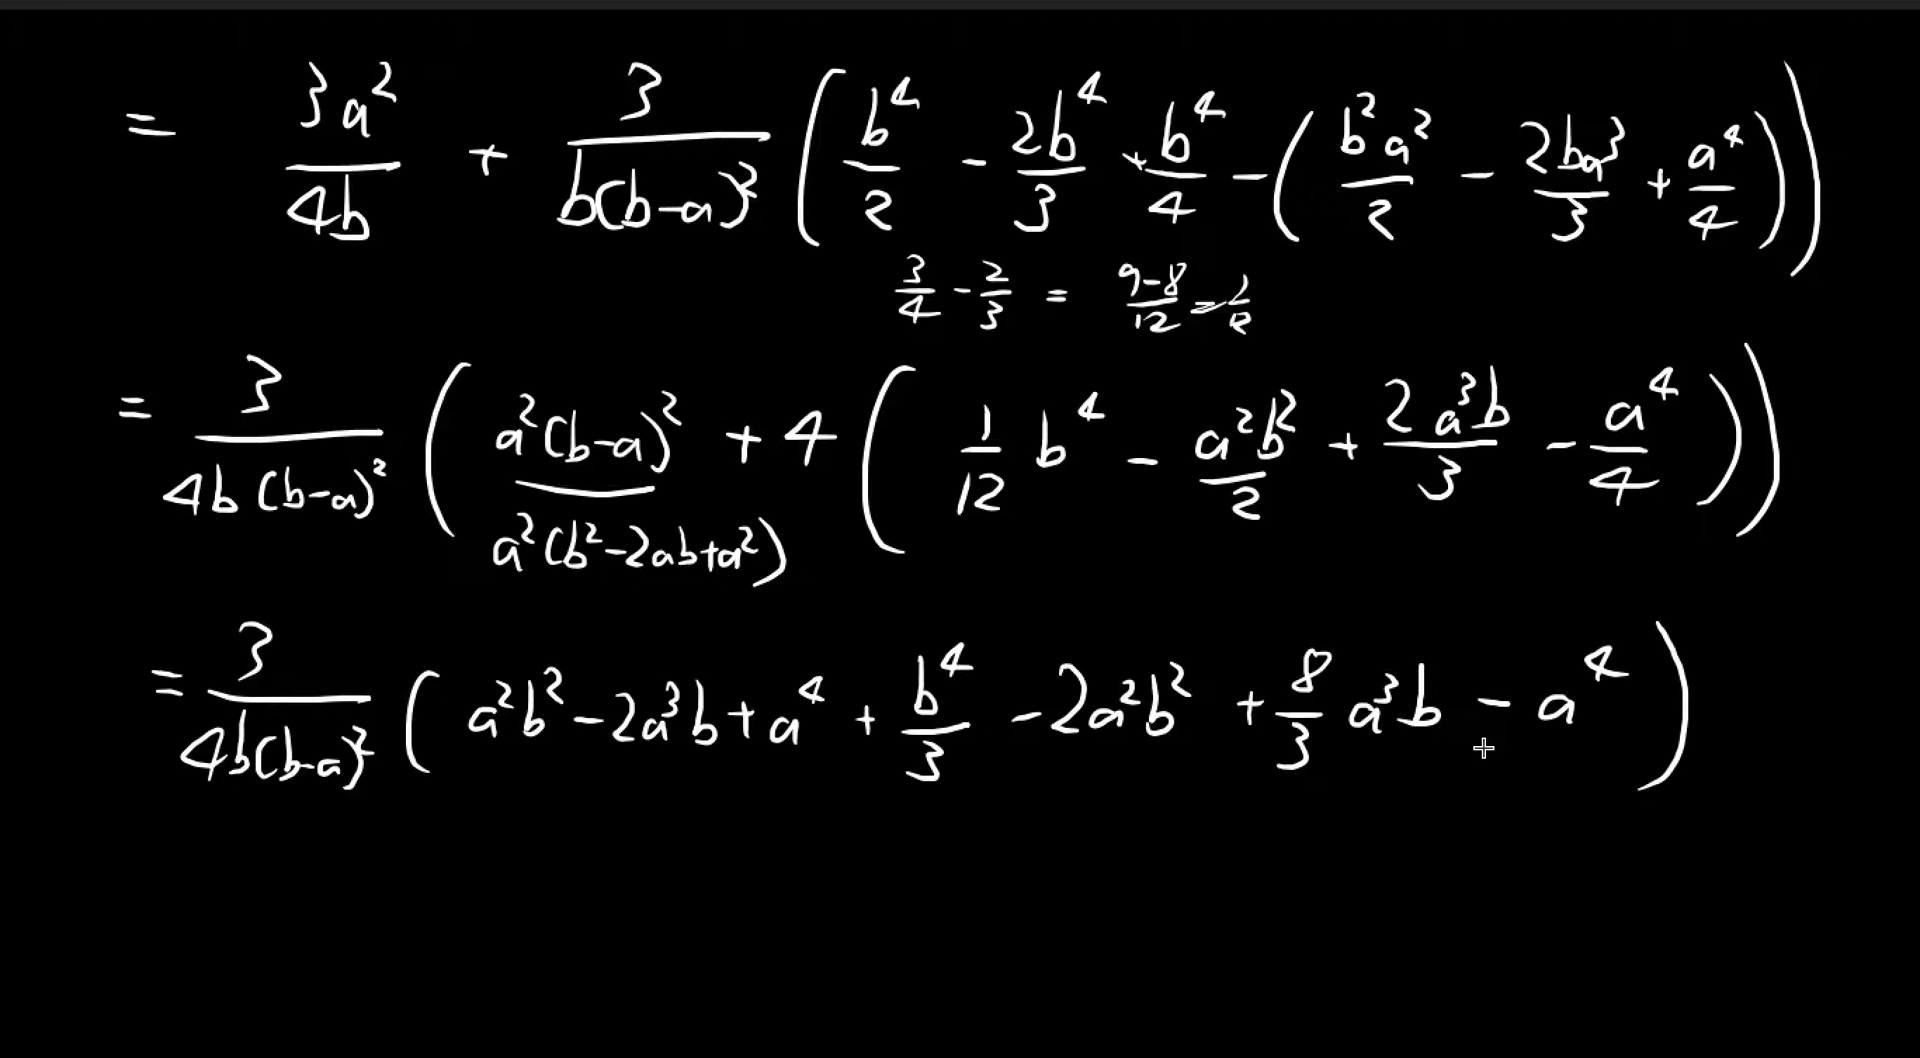 = 3a²/4b + 3/b(b-a)² (b⁴/2 - 2b⁴/3 + b⁴/4 - (b²a²/2 - 2ba³/3 + a⁴/4))
3/4 - 2/3 = 9-8/12 = 1/12
= 3/4b(b-a)² (a²(b-a)² + 4(1/12 b⁴ - a²b²/2 + 2a³b/3 - a⁴/4))
a²(b²-2ab+a²)
= 3/4b(b-a)² (a²b² - 2a³b + a⁴ + b⁴/3 - 2a²b² + 8/3 a³b - a⁴)